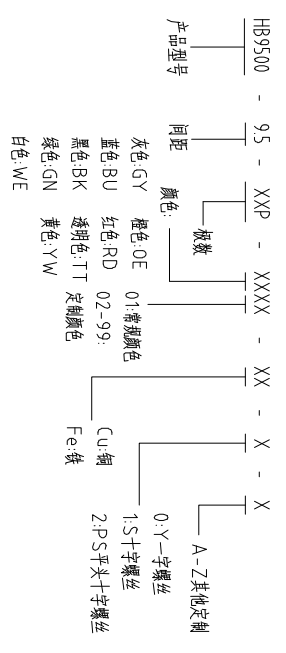 HB9500 - 9.5 - XXP - XXXX - XX - X - X
产品型号
间距
极数
颜色:
灰色:GY 橙色:OE
蓝色:BU 红色:RD
黑色:BK 透明色:TT
绿色:GN 黄色:YW
白色:WE
01:常规颜色
02-99:
定制颜色
Cu:铜
Fe:铁
0:Y一字螺丝
1:S十字螺丝
2:PS平头十字螺丝
A-Z其他定制